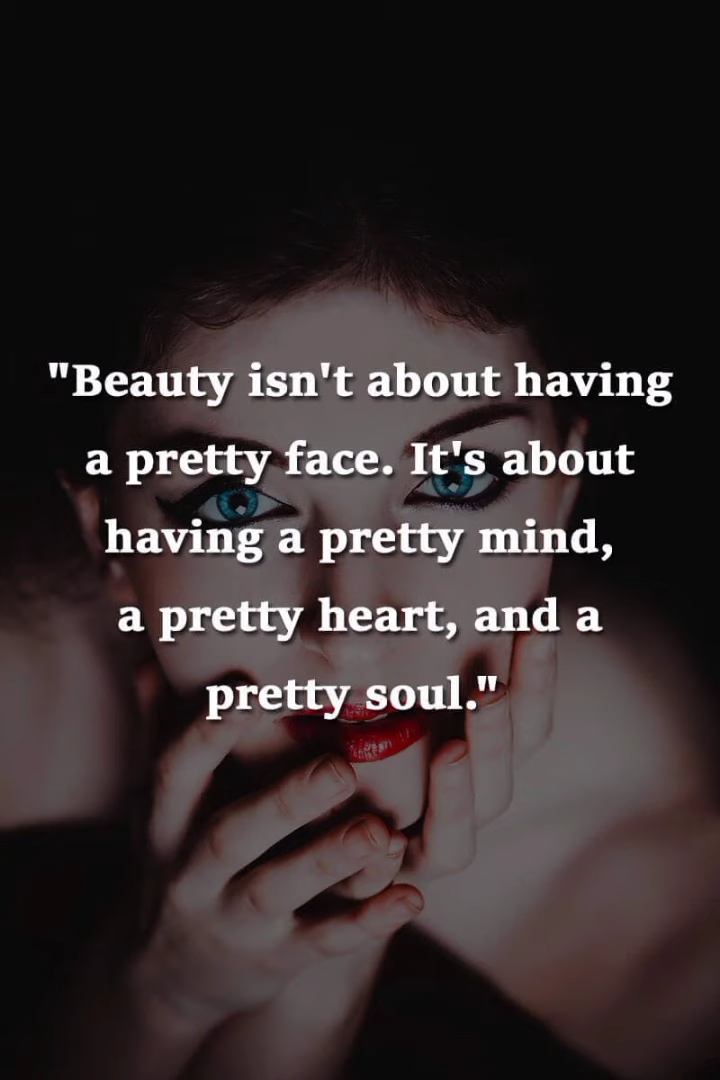 "Beauty isn't about having
a pretty face. It's about
having a pretty mind,
a pretty heart, and a
pretty soul."